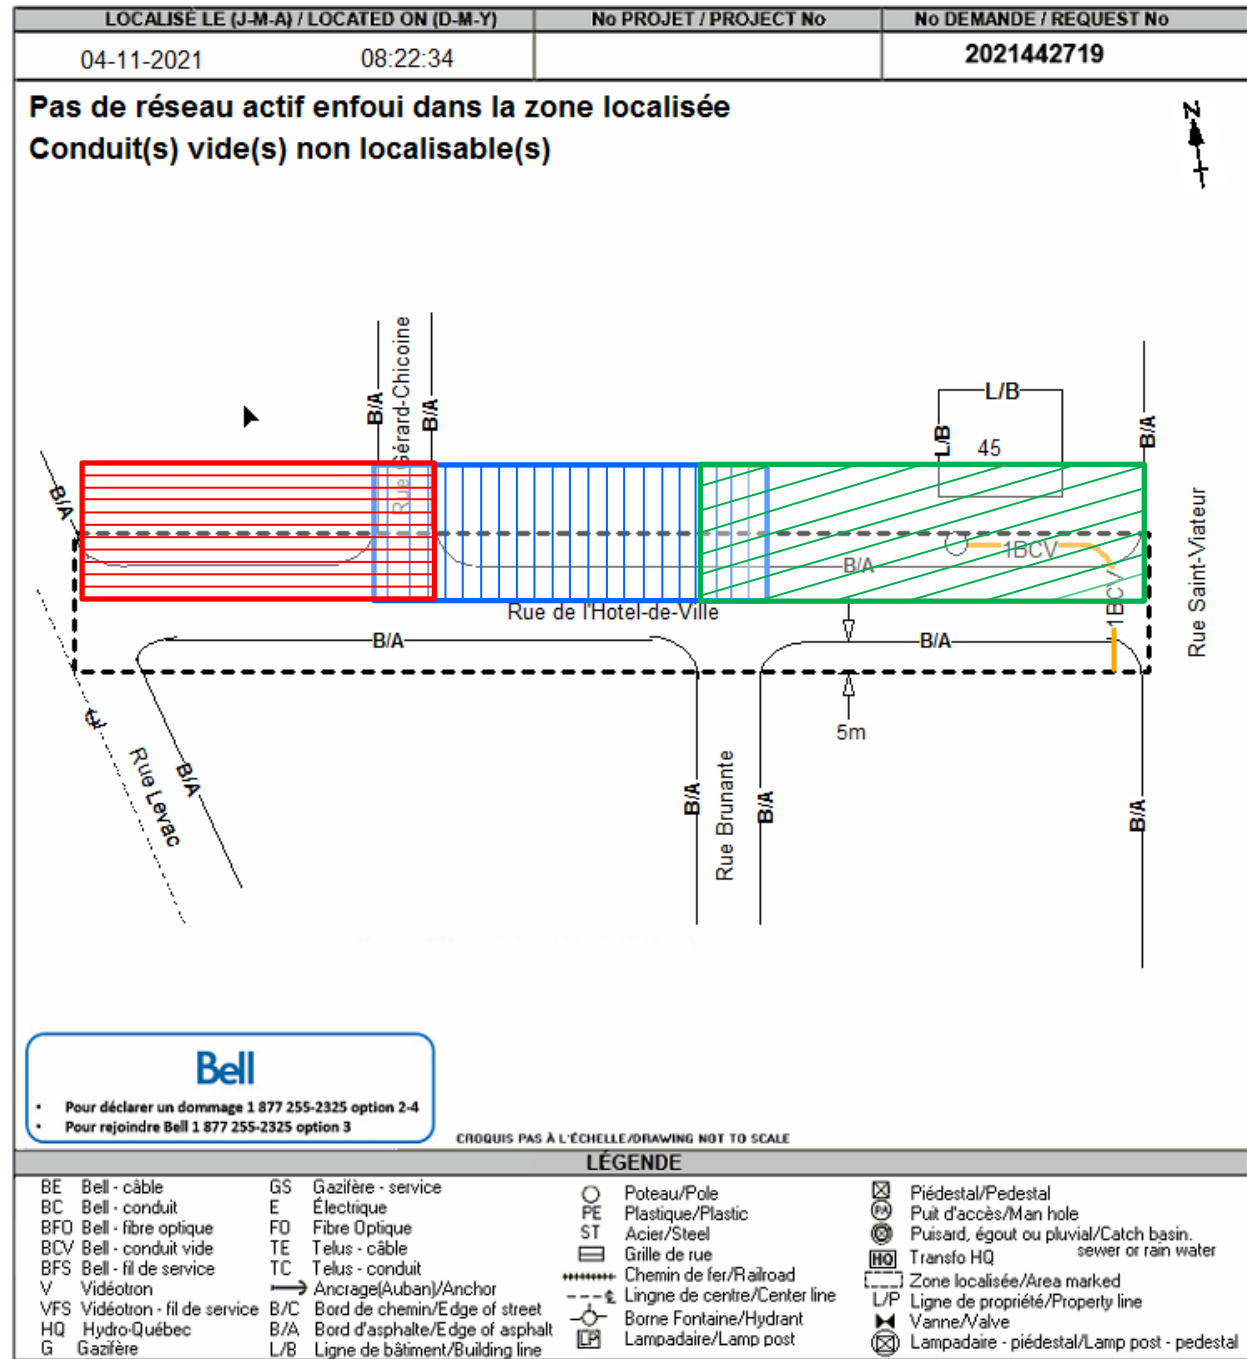 LOCALISÉ LE (J-M-A) / LOCATED ON (D-M-Y)
No PROJET / PROJECT No
No DEMANDE / REQUEST No
04-11-2021 08:22:34
2021442719
Pas de réseau actif enfoui dans la zone localisée
Conduit(s) vide(s) non localisable(s)
N
Rue Gérard-Chicoine
B/A
B/A
L/B
L/B
45
B/A
B/A
1BCV
B/A
1BCV
Rue Saint-Viateur
Rue de l'Hotel-de-Ville
B/A
B/A
5m
Rue Levac
B/A
B/A
Rue Brunante
B/A
B/A
Bell
• Pour déclarer un dommage 1 877 255-2325 option 2-4
• Pour rejoindre Bell 1 877 255-2325 option 3
CROQUIS PAS À L'ÉCHELLE/DRAWING NOT TO SCALE
LÉGENDE
BE Bell - câble
BC Bell - conduit
BFO Bell - fibre optique
BCV Bell - conduit vide
BFS Bell - fil de service
V Vidéotron
VFS Vidéotron - fil de service
HQ Hydro-Québec
G Gazifère
GS Gazifère - service
E Électrique
FO Fibre Optique
TE Telus - câble
TC Telus - conduit
Ancrage(Auban)/Anchor
B/C Bord de chemin/Edge of street
B/A Bord d'asphalte/Edge of asphalt
L/B Ligne de bâtiment/Building line
Poteau/Pole
PE Plastique/Plastic
ST Acier/Steel
Grille de rue
Chemin de fer/Railroad
Lingne de centre/Center line
Borne Fontaine/Hydrant
LP Lampadaire/Lamp post
Piédestal/Pedestal
PA Puit d'accès/Man hole
Puisard, égout ou pluvial/Catch basin.
sewer or rain water
HQ Transfo HQ
Zone localisée/Area marked
L/P Ligne de propriété/Property line
Vanne/Valve
Lampadaire - piédestal/Lamp post - pedestal